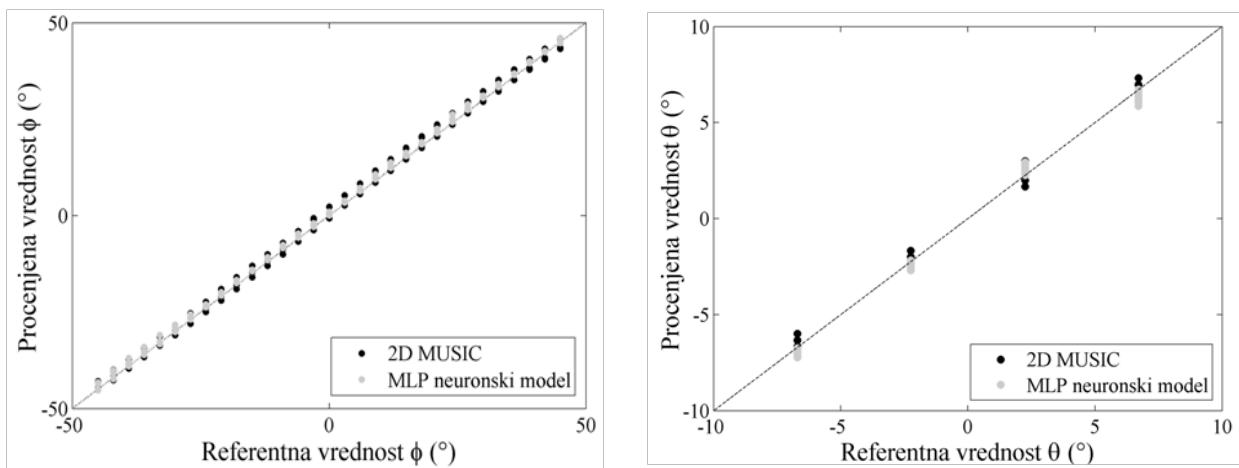 50
0
-50
-50
0
50
Procenjena vrednost ϕ (°)
Referentna vrednost ϕ (°)
2D MUSIC
MLP neuronski model
10
5
0
-5
-10
-10
-5
0
5
10
Procenjena vrednost θ (°)
Referentna vrednost θ (°)
2D MUSIC
MLP neuronski model